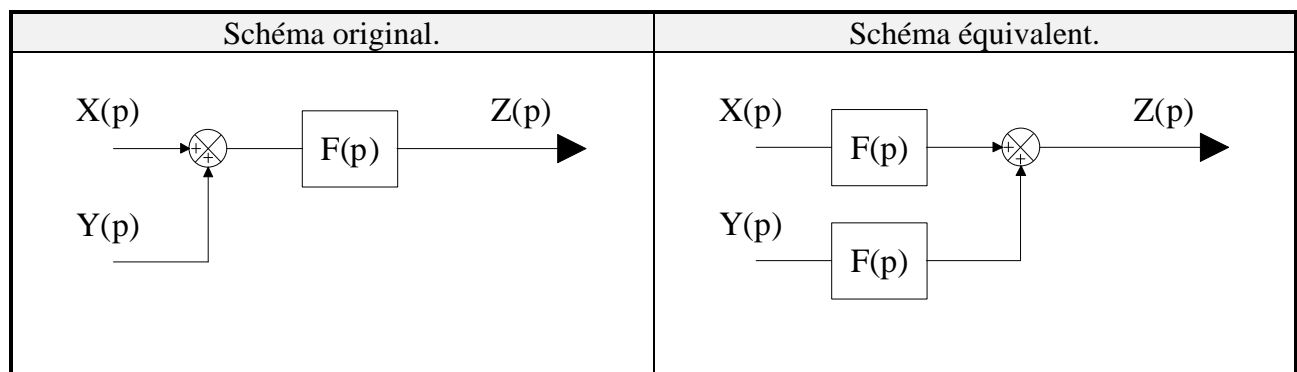 Schéma original.
Schéma équivalent.
X(p)
Z(p)
+
+
F(p)
Y(p)
X(p)
Z(p)
F(p)
+
+
Y(p)
F(p)